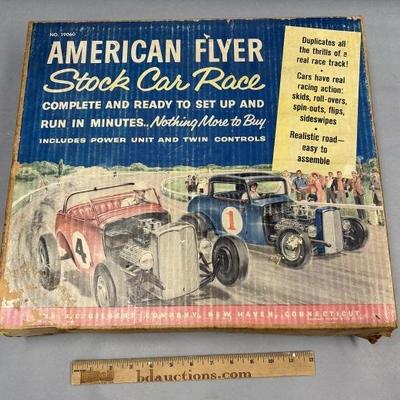 NO. 19060
AMERICAN FLYER
Stock Car Race
COMPLETE AND READY TO SET UP AND
RUN IN MINUTES.. Nothing More to Buy
INCLUDES POWER UNIT AND TWIN CONTROLS
Duplicates all
the thrills of a
real race track!
•
Cars have real
racing action:
skids, roll-overs,
spin-outs, flips,
sideswipes
•
Realistic road—
easy to
assemble
4
1
GILBERT COMPANY, NEW HAVEN, CONNECTICUT
bdauctions.com